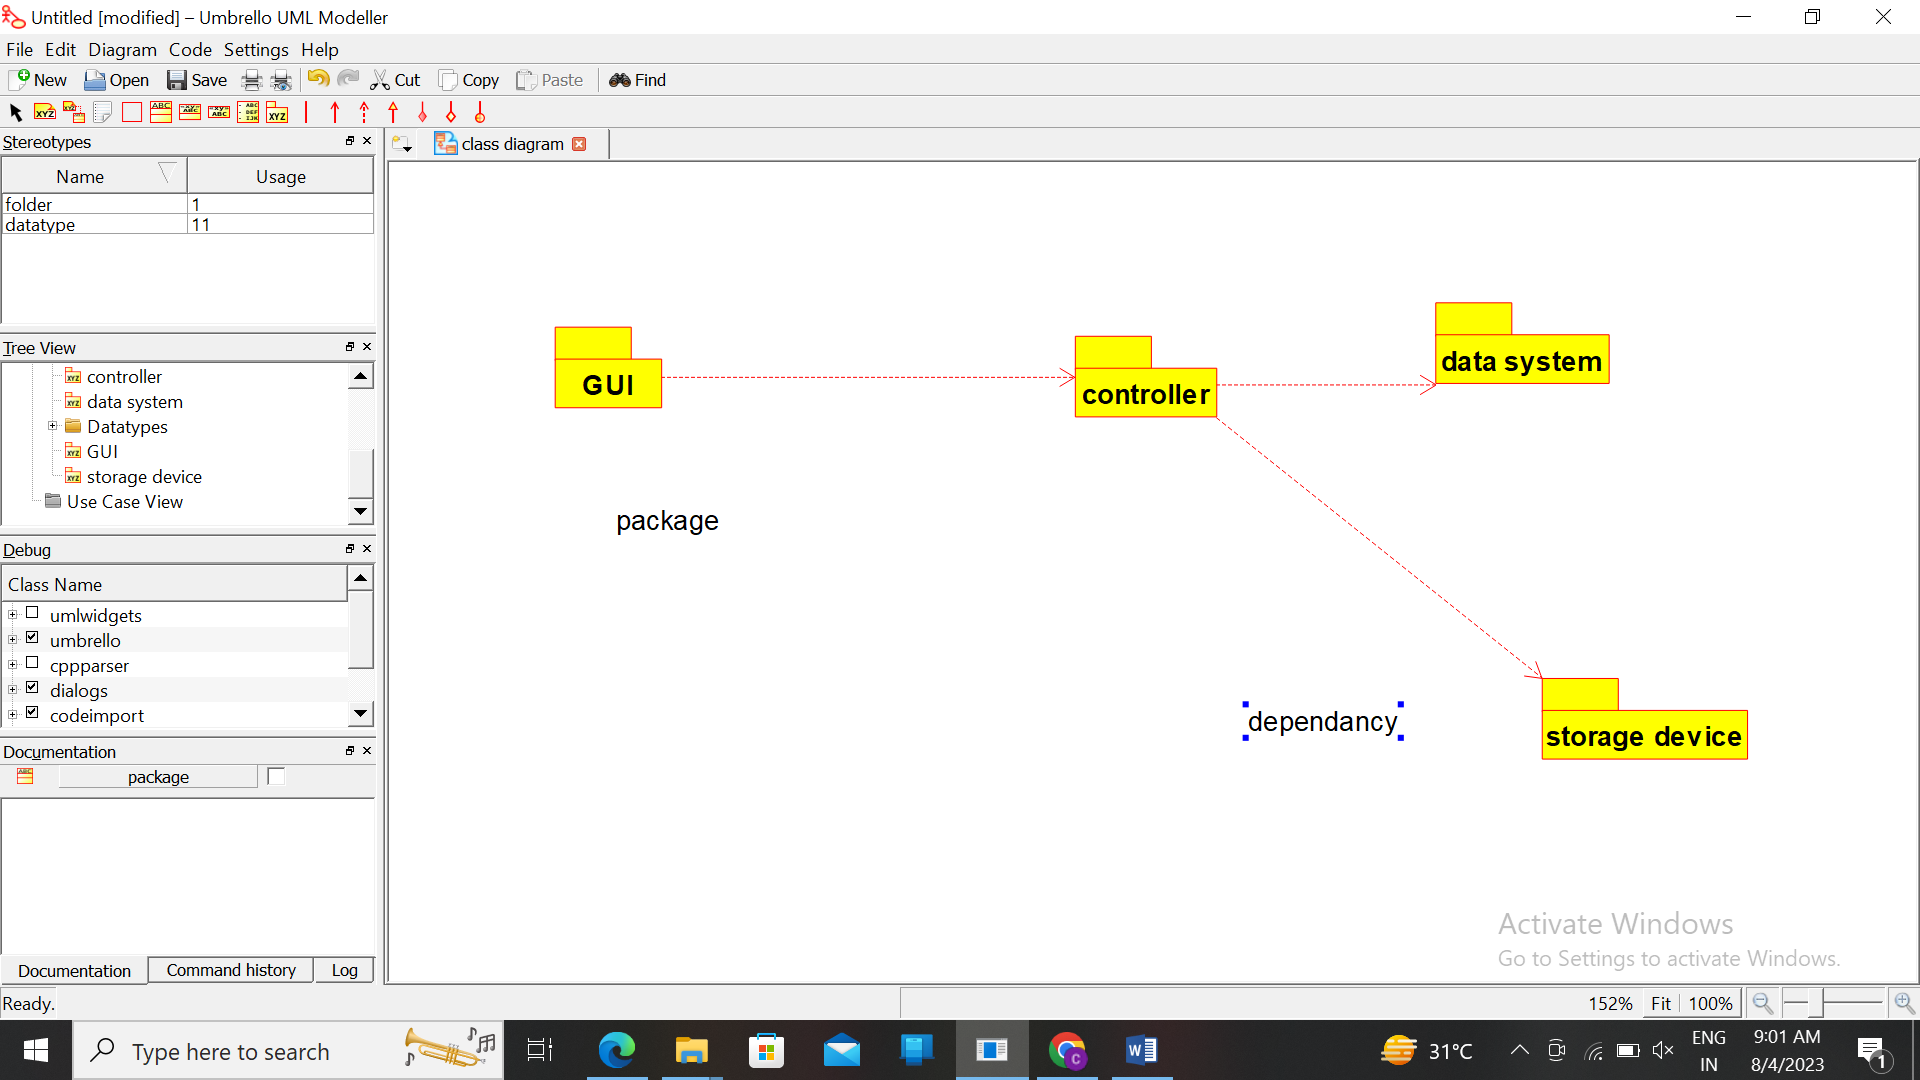 Untitled [modified] – Umbrello UML Modeller
File Edit Diagram Code Settings Help
New Open Save Cut Copy Paste Find
Stereotypes
class diagram
Name Usage
folder 1
datatype 11
Tree View
controller
data system
Datatypes
GUI
storage device
Use Case View
Debug
Class Name
umlwidgets
umbrello
cppparser
dialogs
codeimport
Documentation
package
Documentation Command history Log
GUI
controller
data system
package
dependancy
storage device
Activate Windows
Go to Settings to activate Windows.
Ready.
152% Fit 100%
Type here to search
31°C
ENG
IN
9:01 AM
8/4/2023
1